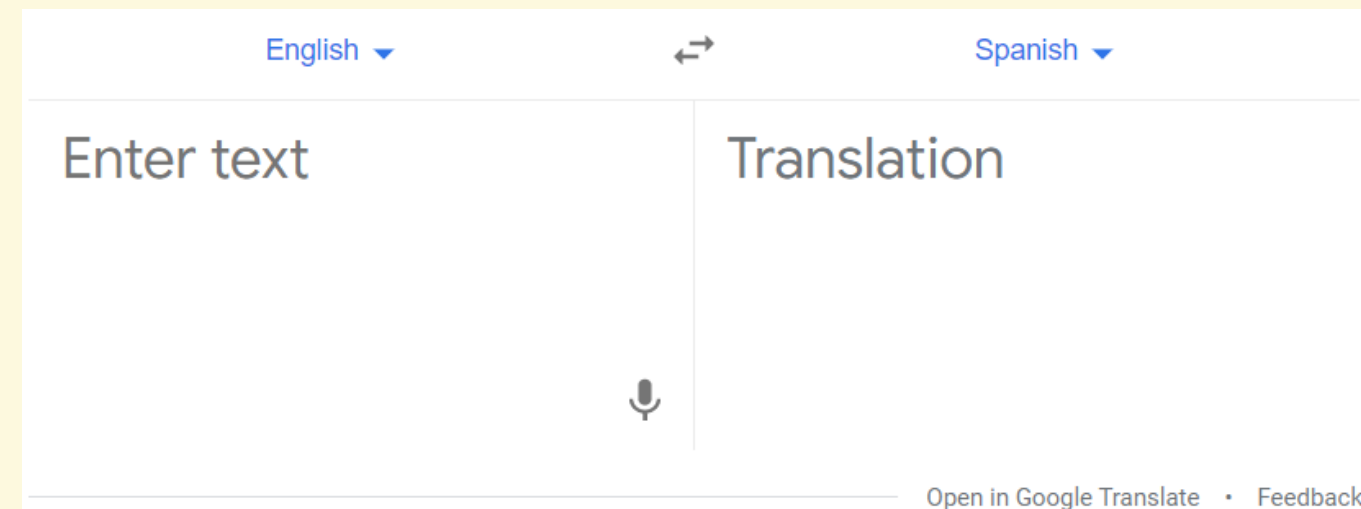 English Spanish
Enter text
Translation
Open in Google Translate • Feedback